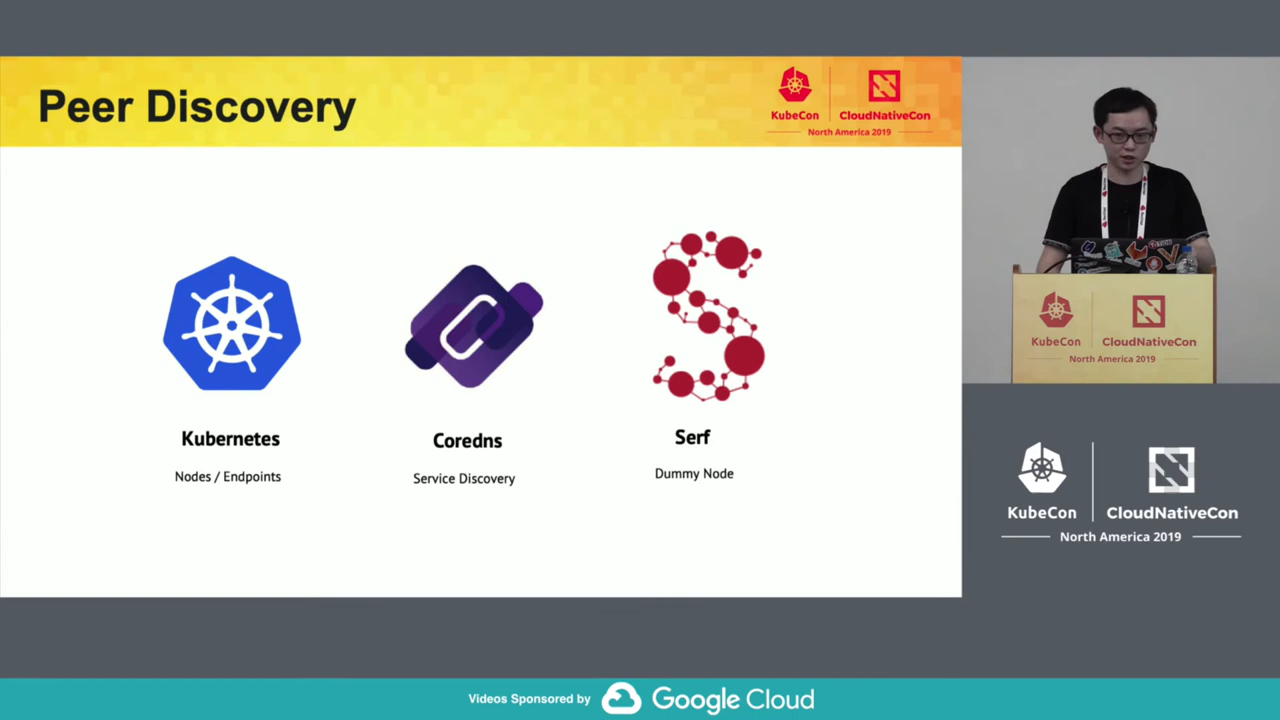 Peer Discovery
KubeCon
CloudNativeCon
North America 2019
Kubernetes
Nodes / Endpoints
Coredns
Service Discovery
Serf
Dummy Node
KubeCon
CloudNativeCon
North America 2019
KubeCon
CloudNativeCon
North America 2019
Videos Sponsored by
Google Cloud